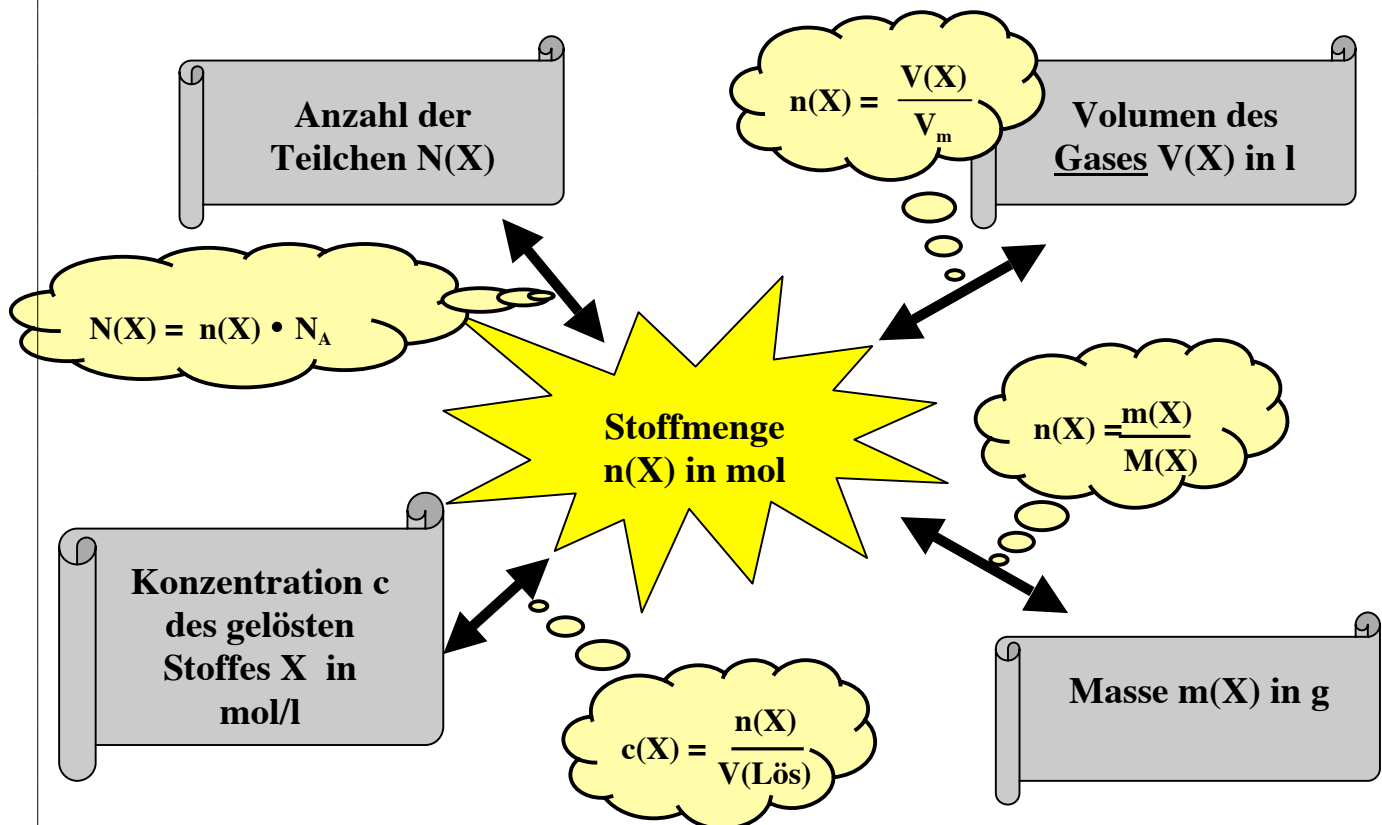 Anzahl der
Teilchen N(X)
n(X) = V(X)
V_m
Volumen des
Gases V(X) in l
N(X) = n(X) • N_A
Stoffmenge
n(X) in mol
n(X) = m(X)
M(X)
Konzentration c
des gelösten
Stoffes X in
mol/l
c(X) = n(X)
V(Lös)
Masse m(X) in g